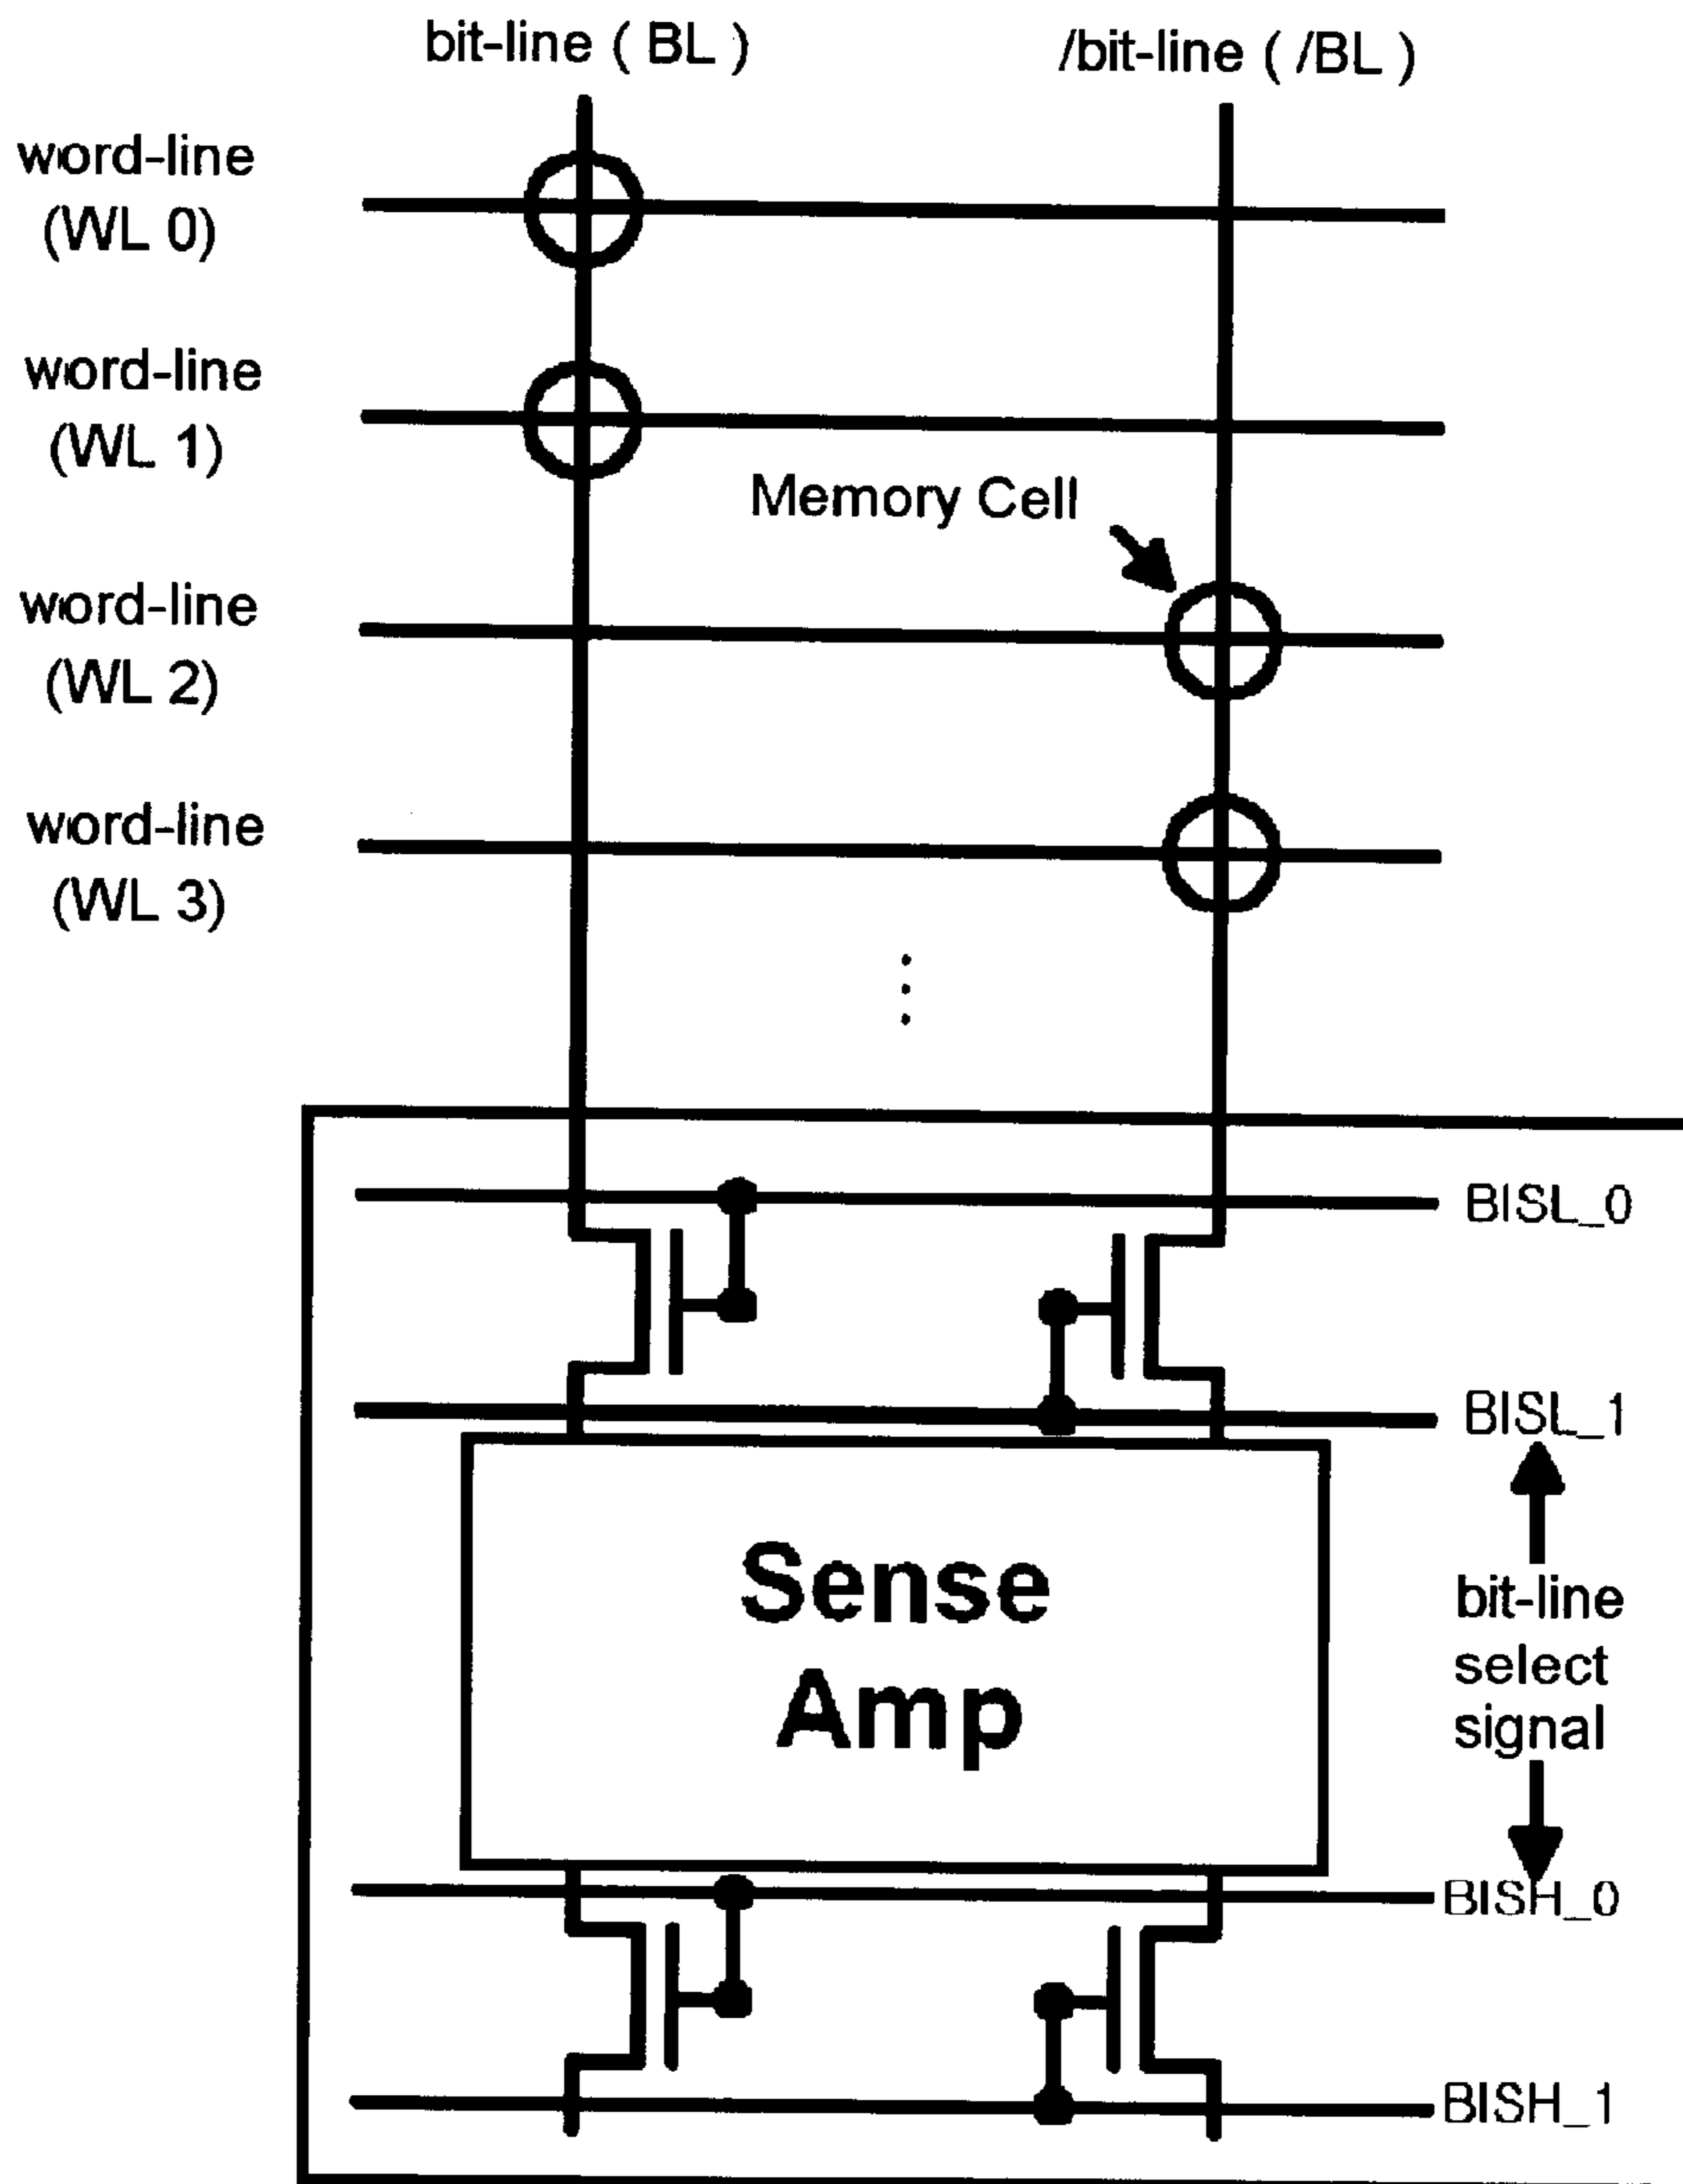 bit-line ( BL )
/bit-line ( /BL )
word-line
(WL 0)
word-line
(WL 1)
Memory Cell
word-line
(WL 2)
word-line
(WL 3)
BISL_0
BISL_1
Sense
Amp
bit-line
select
signal
BISH_0
BISH_1